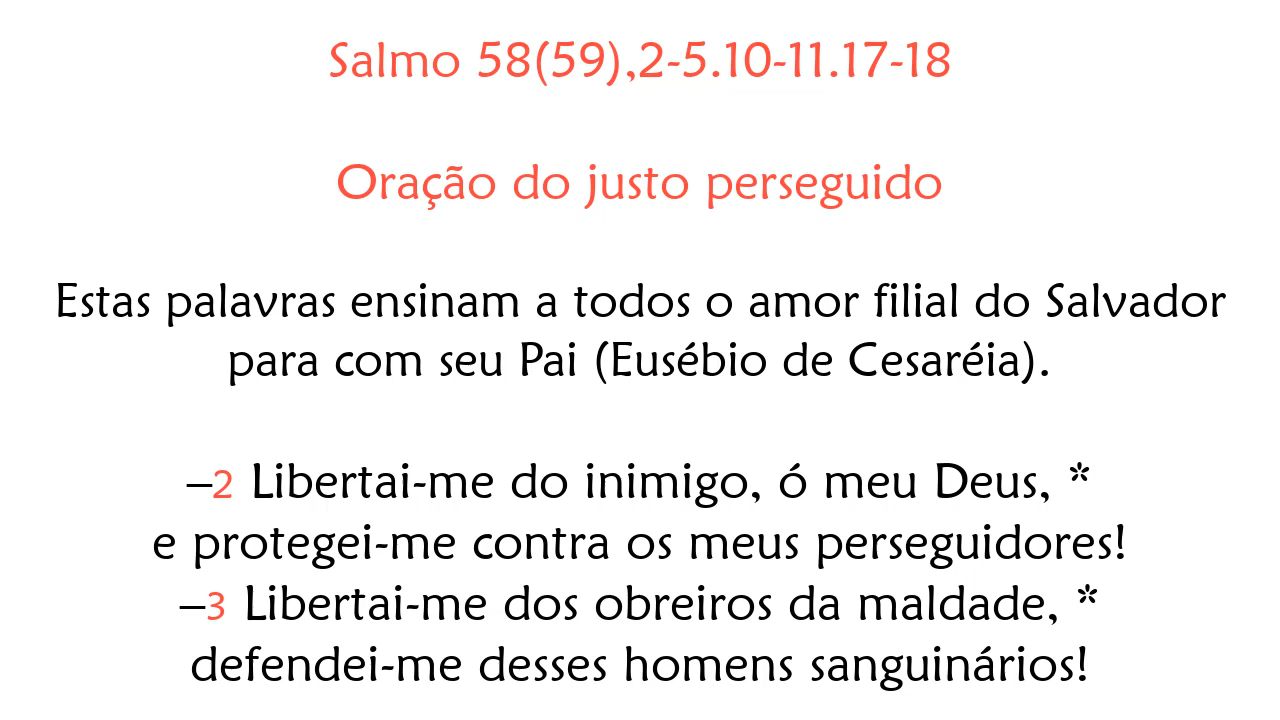 Salmo 58(59),2-5.10-11.17-18
Oração do justo perseguido
Estas palavras ensinam a todos o amor filial do Salvador
para com seu Pai (Eusébio de Cesaréia).
–2 Libertai-me do inimigo, ó meu Deus, *
e protegei-me contra os meus perseguidores!
–3 Libertai-me dos obreiros da maldade, *
defendei-me desses homens sanguinários!